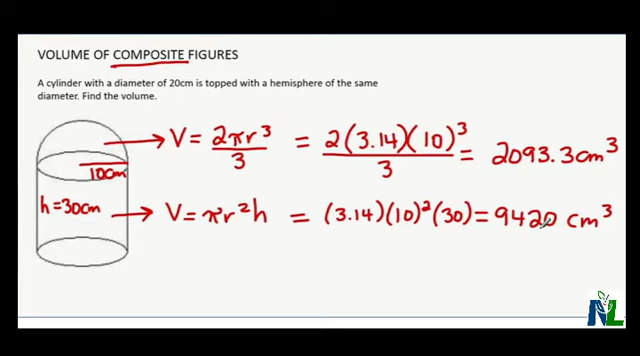 VOLUME OF COMPOSITE FIGURES
A cylinder with a diameter of 20cm is topped with a hemisphere of the same
diameter. Find the volume.
V = 2πr³/3 = 2(3.14)(10)³/3 = 2093.3cm³
10cm
h=30cm
V = πr²h = (3.14)(10)²(30) = 9420 cm³
NL